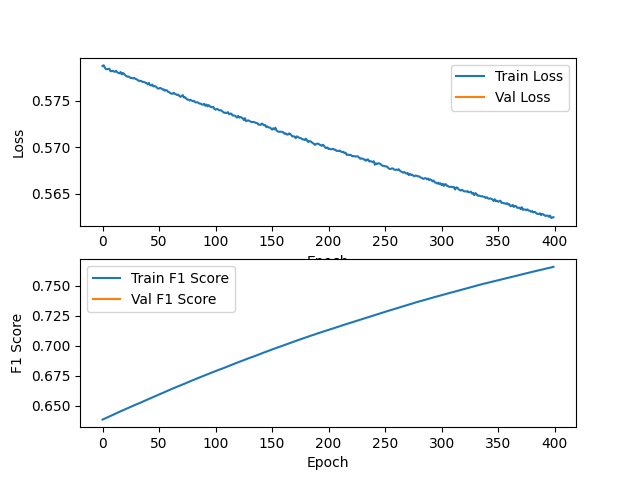 Train Loss
Val Loss
0.575
0.570
0.565
Loss
0 50 100 150 200 250 300 350 400
Epoch
Train F1 Score
Val F1 Score
0.750
0.725
0.700
0.675
0.650
F1 Score
0 50 100 150 200 250 300 350 400
Epoch